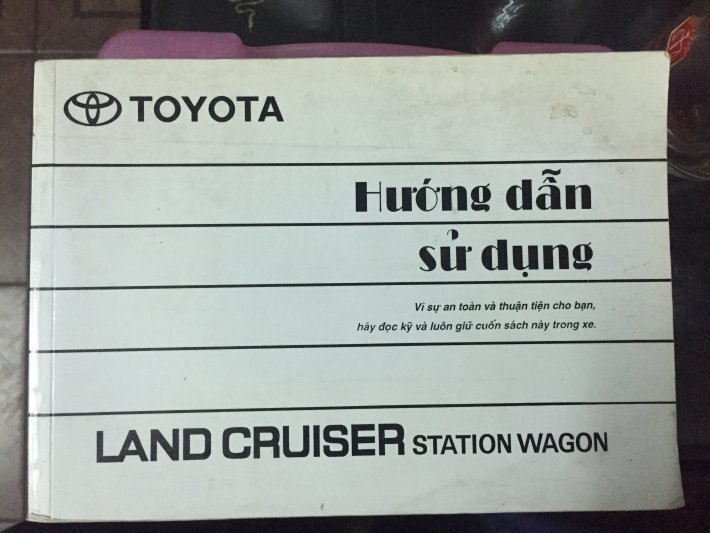 TOYOTA
Hướng dẫn
sử dụng
Vì sự an toàn và thuận tiện cho bạn,
hãy đọc kỹ và luôn giữ cuốn sách này trong xe.
LAND CRUISER STATION WAGON